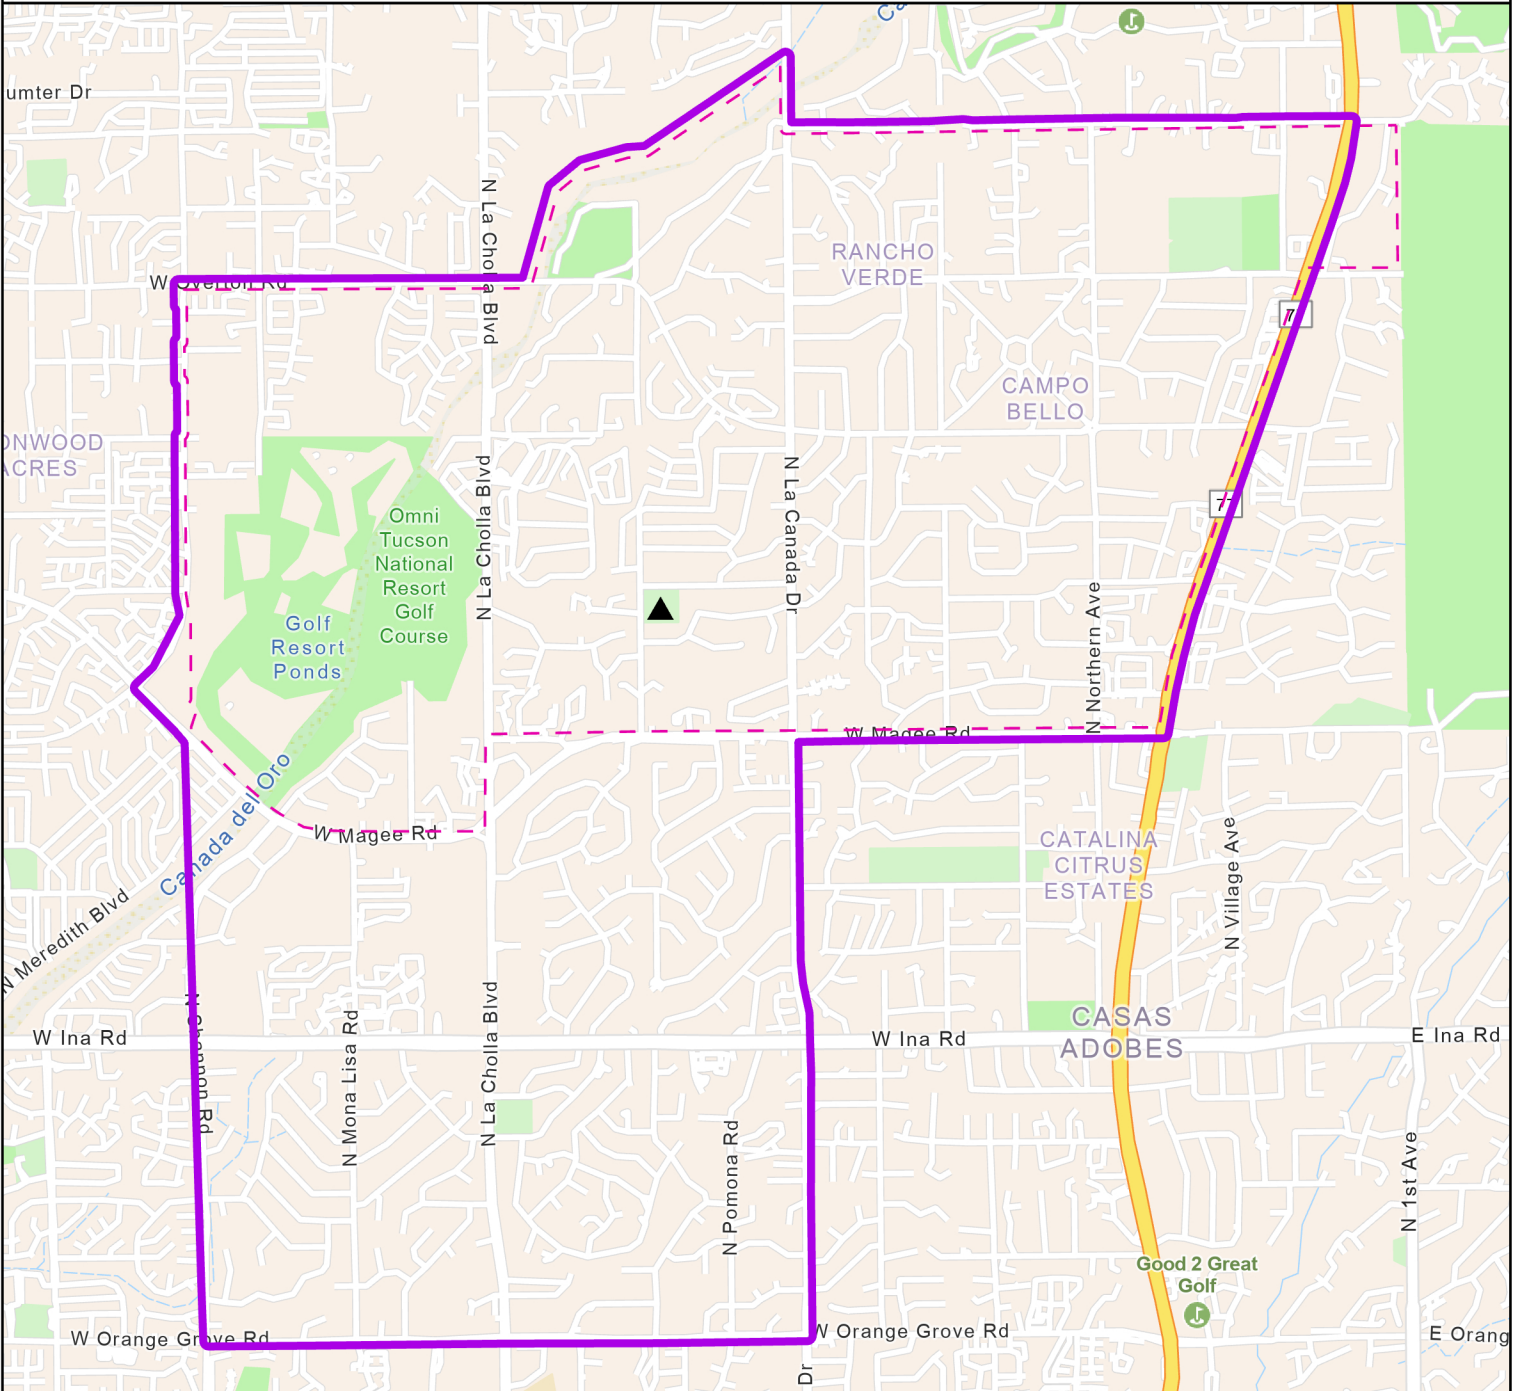 Ca
umter Dr
N La Cholla Blvd
RANCHO
VERDE
W Overton Rd
7
CAMPO
BELLO
ONWOOD
ACRES
N La Cholla Blvd
N La Canada Dr
Omni
Tucson
National
Resort
Golf
Course
Golf
Resort
Ponds
N Northern Ave
W Magee Rd
W Magee Rd
Canada del Oro
CATALINA
CITRUS
ESTATES
N Village Ave
N Meredith Blvd
N Shannon Rd
N Mona Lisa Rd
N La Cholla Blvd
W Ina Rd
W Ina Rd
CASAS
ADOBES
E Ina Rd
N Pomona Rd
N 1st Ave
Good 2 Great
Golf
W Orange Grove Rd
W Orange Grove Rd
E Orang
Dr